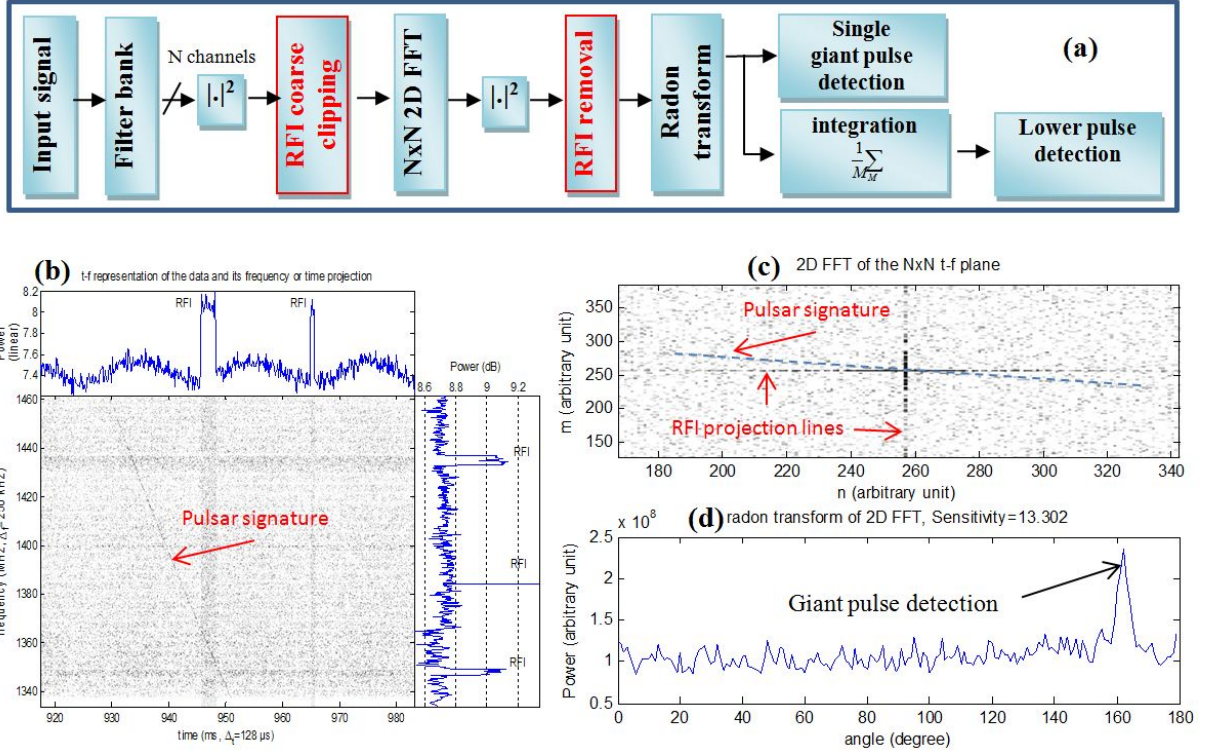 Input signal
Filter bank
N channels
|.|²
RFI coarse
clipping
NxN 2D FFT
|.|²
RFI removal
Radon
transform
Single
giant pulse
detection
integration
1/M ∑ M
Lower pulse
detection
(a)
(b)
t-f representation of the data and its frequency or time projection
8.2
8
7.8
7.6
7.4
Power
(linear)
RFI
RFI
Power (dB)
8.6 8.8 9 9.2
1460
1440
1420
1400
1380
1360
1340
RFI
RFI
RFI
Pulsar signature
920 930 940 950 960 970 980
time (ms, Δt=128 µs)
(c)
2D FFT of the NxN t-f plane
350
300
250
200
150
m (arbitrary unit)
Pulsar signature
RFI projection lines
180 200 220 240 260 280 300 320 340
n (arbitrary unit)
(d)
radon transform of 2D FFT, Sensitivity=13.302
x 10⁸
2.5
2
1.5
1
0.5
Power (arbitrary unit)
Giant pulse detection
0 20 40 60 80 100 120 140 160 180
angle (degree)